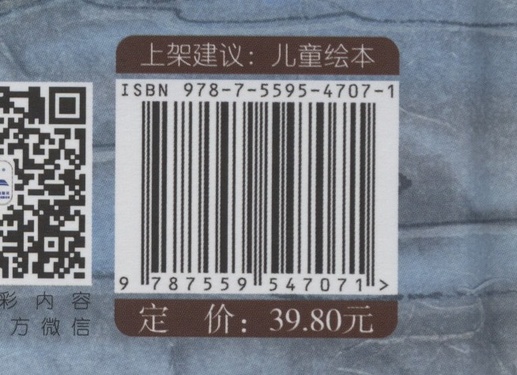 上架建议：儿童绘本
ISBN 978-7-5595-4707-1
9 787559 547071 >
定 价：39.80元
彩 内 容
方 微 信